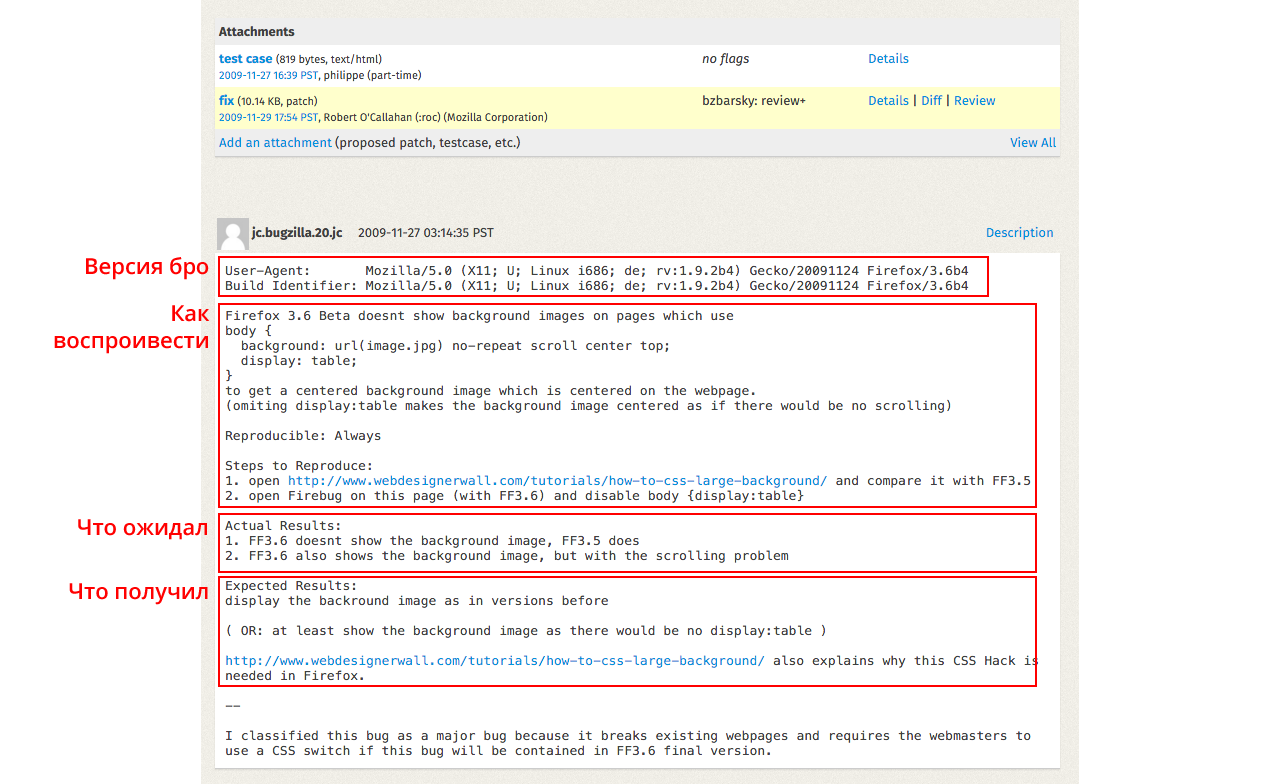 Attachments
test case (819 bytes, text/html) no flags Details
2009-11-27 16:39 PST, philippe (part-time)
fix (10.14 KB, patch) bzbarsky: review+ Details | Diff | Review
2009-11-29 17:54 PST, Robert O'Callahan (:roc) (Mozilla Corporation)
Add an attachment (proposed patch, testcase, etc.) View All
jc.bugzilla.20.jc 2009-11-27 03:14:35 PST Description
Версия бро
User-Agent: Mozilla/5.0 (X11; U; Linux i686; de; rv:1.9.2b4) Gecko/20091124 Firefox/3.6b4
Build Identifier: Mozilla/5.0 (X11; U; Linux i686; de; rv:1.9.2b4) Gecko/20091124 Firefox/3.6b4
Как
воспроивести
Firefox 3.6 Beta doesnt show background images on pages which use
body {
background: url(image.jpg) no-repeat scroll center top;
display: table;
}
to get a centered background image which is centered on the webpage.
(omiting display:table makes the background image centered as if there would be no scrolling)
Reproducible: Always
Steps to Reproduce:
1. open http://www.webdesignerwall.com/tutorials/how-to-css-large-background/ and compare it with FF3.5
2. open Firebug on this page (with FF3.6) and disable body {display:table}
Что ожидал
Actual Results:
1. FF3.6 doesnt show the background image, FF3.5 does
2. FF3.6 also shows the background image, but with the scrolling problem
Что получил
Expected Results:
display the backround image as in versions before
( OR: at least show the background image as there would be no display:table )
http://www.webdesignerwall.com/tutorials/how-to-css-large-background/ also explains why this CSS Hack is
needed in Firefox.
--
I classified this bug as a major bug because it breaks existing webpages and requires the webmasters to
use a CSS switch if this bug will be contained in FF3.6 final version.